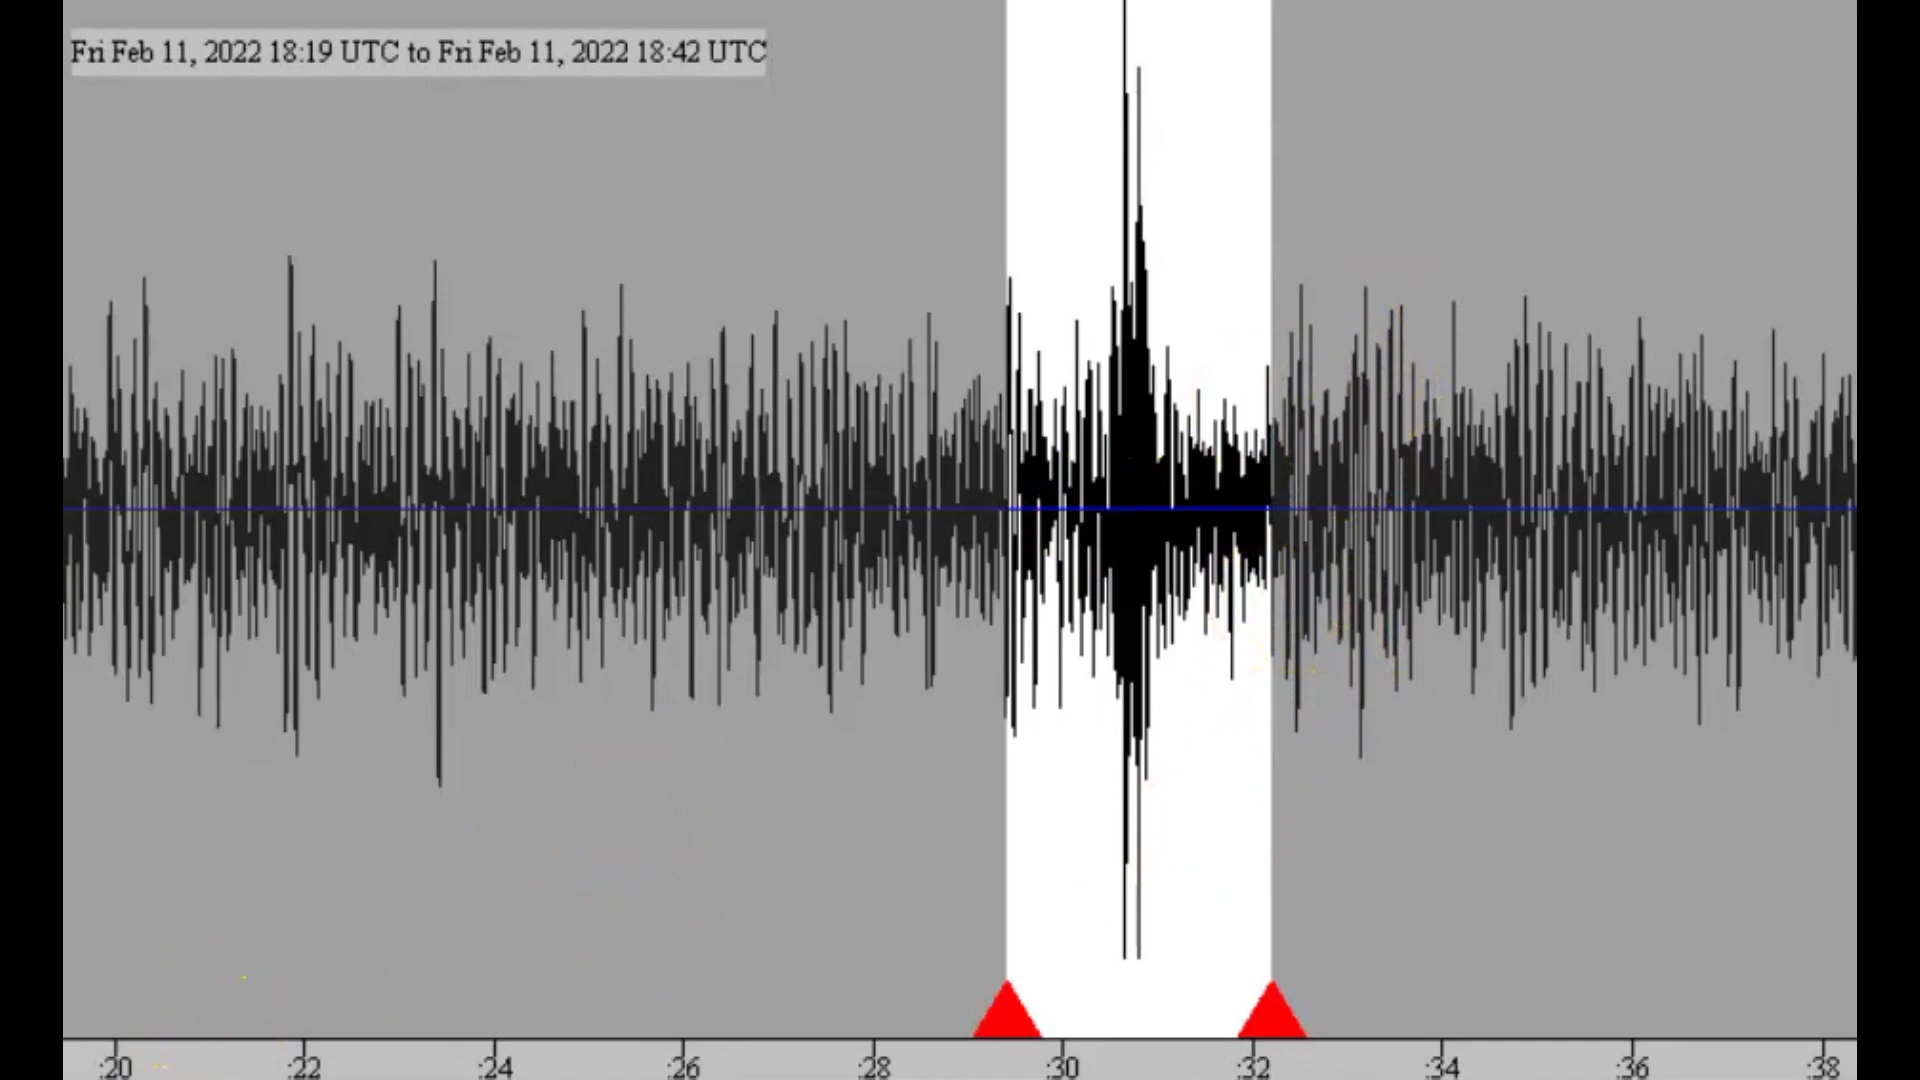 Fri Feb 11, 2022 18:19 UTC to Fri Feb 11, 2022 18:42 UTC
:20 :22 :24 :26 :28 :30 :32 :34 :36 :38